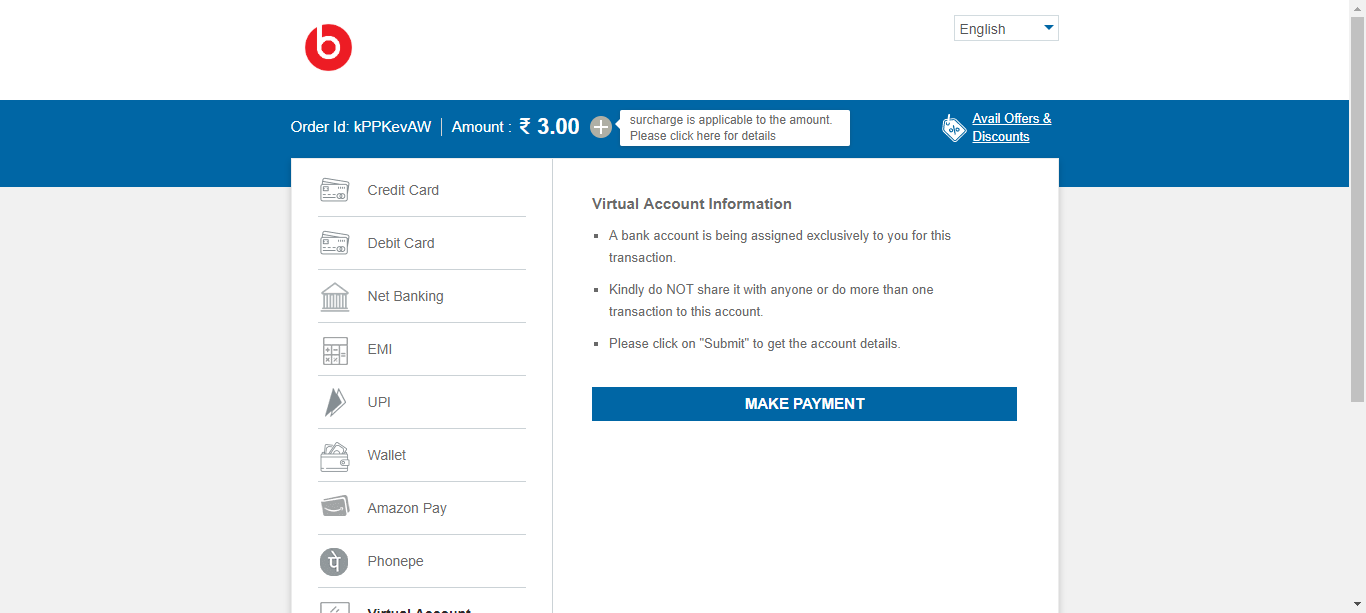 b
English
Order Id: kPPKevAW Amount : ₹ 3.00
surcharge is applicable to the amount.
Please click here for details
Avail Offers &
Discounts
Credit Card
Debit Card
Net Banking
EMI
UPI
Wallet
Amazon Pay
Phonepe
Virtual Account
Virtual Account Information
A bank account is being assigned exclusively to you for this
transaction.
Kindly do NOT share it with anyone or do more than one
transaction to this account.
Please click on "Submit" to get the account details.
MAKE PAYMENT